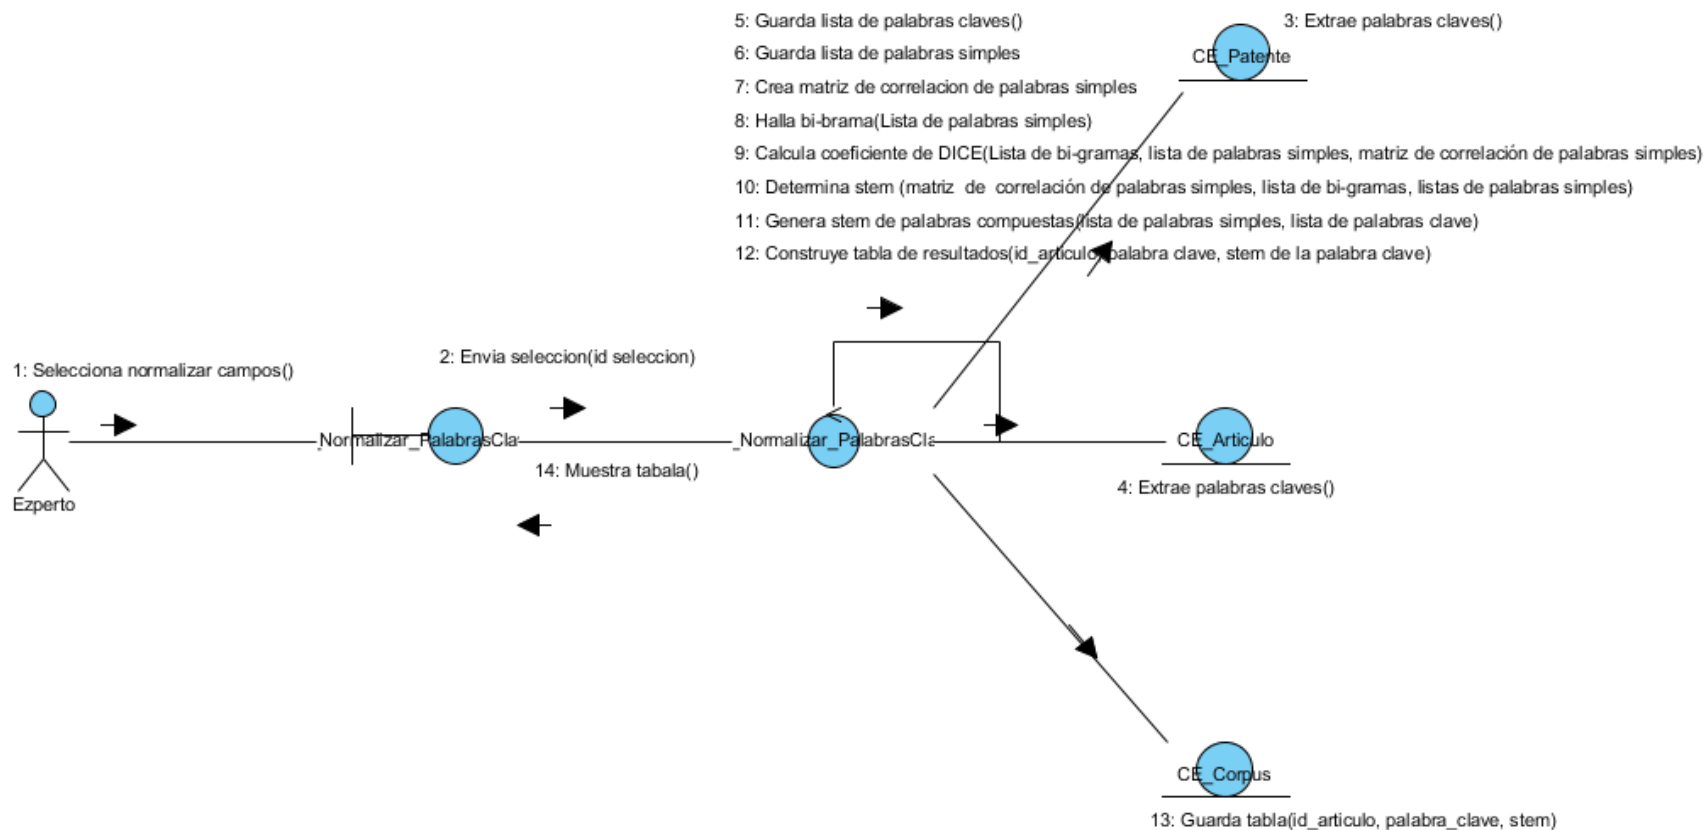 5: Guarda lista de palabras claves()
3: Extrae palabras claves()
6: Guarda lista de palabras simples
CE_Patente
7: Crea matriz de correlacion de palabras simples
8: Halla bi-brama(Lista de palabras simples)
9: Calcula coeficiente de DICE(Lista de bi-gramas, lista de palabras simples, matriz de correlación de palabras simples)
10: Determina stem (matriz de correlación de palabras simples, lista de bi-gramas, listas de palabras simples)
11: Genera stem de palabras compuestas(lista de palabras simples, lista de palabras clave)
12: Construye tabla de resultados(id_articulo, palabra clave, stem de la palabra clave)
2: Envia seleccion(id seleccion)
1: Selecciona normalizar campos()
_Normalizar_PalabrasCla
_Normalizar_PalabrasCla
CE_Articulo
14: Muestra tabala()
4: Extrae palabras claves()
Ezperto
CE_Corpus
13: Guarda tabla(id_articulo, palabra_clave, stem)